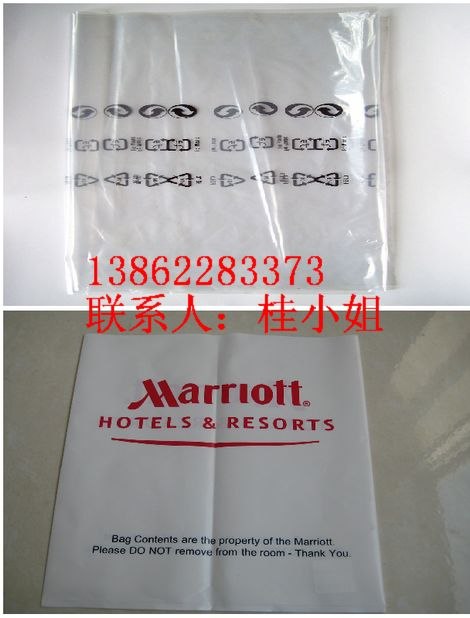 13862283373
联系人：桂小姐
Marriott®
HOTELS & RESORTS
Bag Contents are the property of the Marriott.
Please DO NOT remove from the room - Thank You.